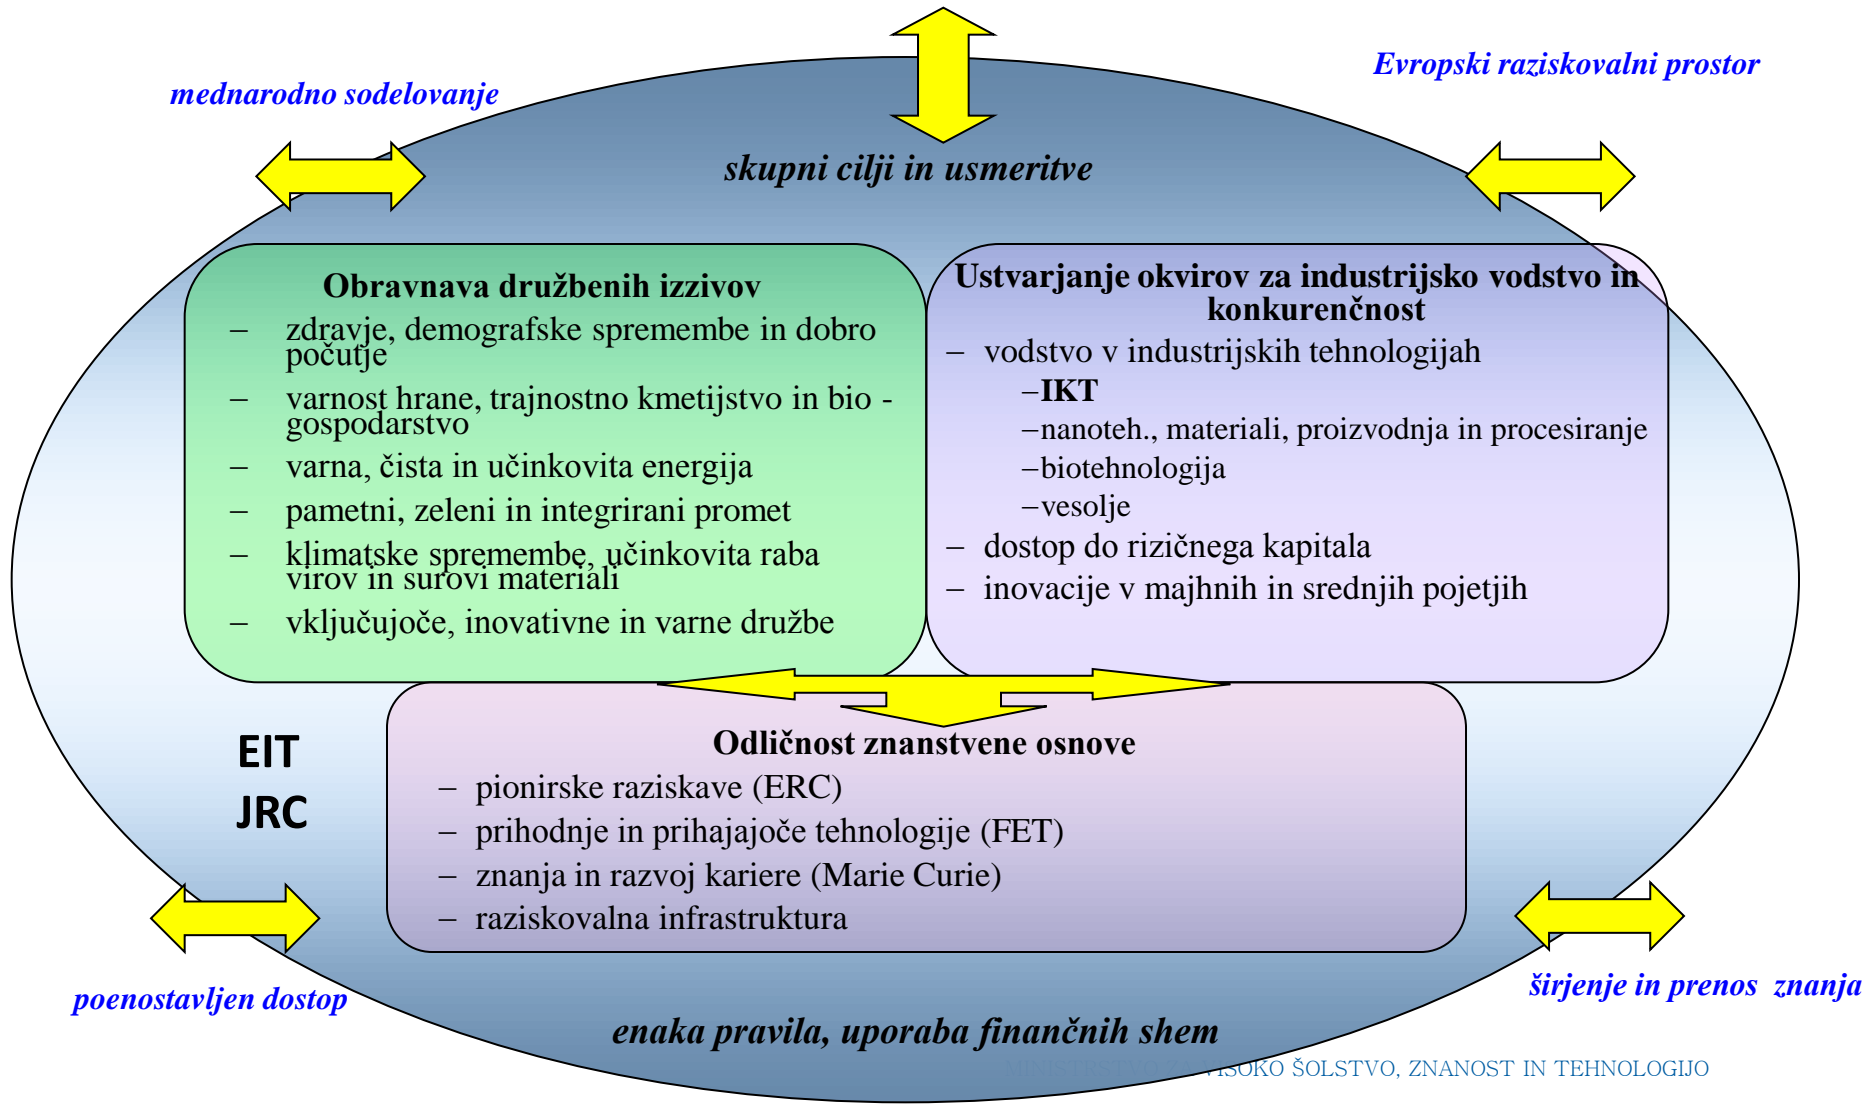 mednarodno sodelovanje
Evropski raziskovalni prostor
skupni cilji in usmeritve
Obravnava družbenih izzivov
– zdravje, demografske spremembe in dobro
počutje
– varnost hrane, trajnostno kmetijstvo in bio -
gospodarstvo
– varna, čista in učinkovita energija
– pametni, zeleni in integrirani promet
– klimatske spremembe, učinkovita raba
virov in surovi materiali
– vključujoče, inovativne in varne družbe
Ustvarjanje okvirov za industrijsko vodstvo in
konkurenčnost
– vodstvo v industrijskih tehnologijah
–IKT
–nanoteh., materiali, proizvodnja in procesiranje
–biotehnologija
–vesolje
– dostop do rizičnega kapitala
– inovacije v majhnih in srednjih pojetjih
EIT
JRC
Odličnost znanstvene osnove
– pionirske raziskave (ERC)
– prihodnje in prihajajoče tehnologije (FET)
– znanja in razvoj kariere (Marie Curie)
– raziskovalna infrastruktura
poenostavljen dostop
širjenje in prenos znanja
enaka pravila, uporaba finančnih shem
MINISTRSTVO ZA VISOKO ŠOLSTVO, ZNANOST IN TEHNOLOGIJO